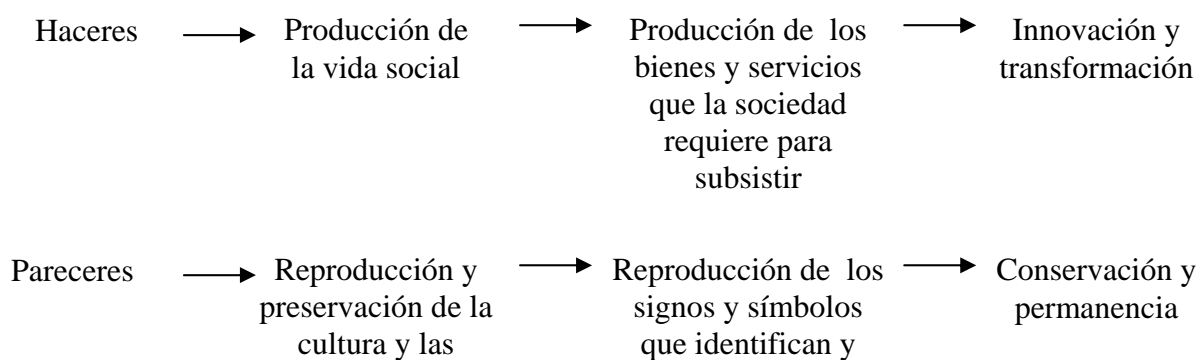 Haceres
Producción de
la vida social
Producción de los
bienes y servicios
que la sociedad
requiere para
subsistir
Innovación y
transformación
Pareceres
Reproducción y
preservación de la
cultura y las
Reproducción de los
signos y símbolos
que identifican y
Conservación y
permanencia